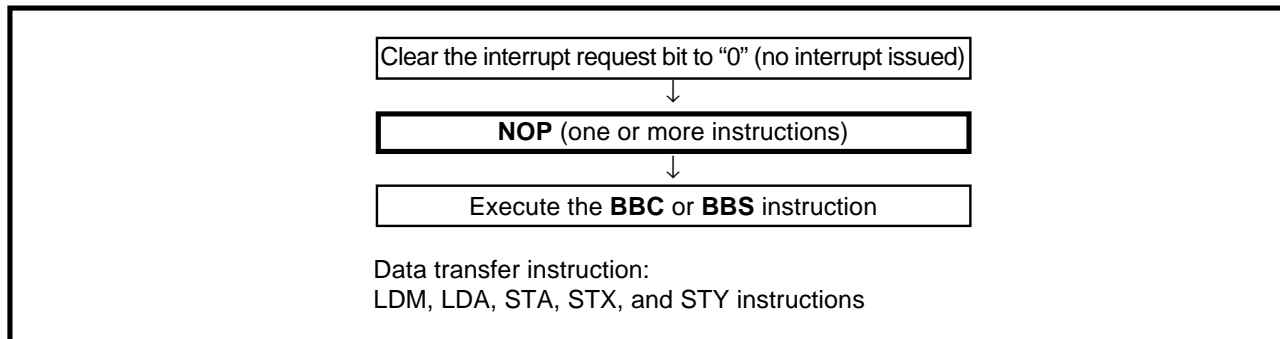 Clear the interrupt request bit to “0” (no interrupt issued)
NOP (one or more instructions)
Execute the BBC or BBS instruction
Data transfer instruction:
LDM, LDA, STA, STX, and STY instructions